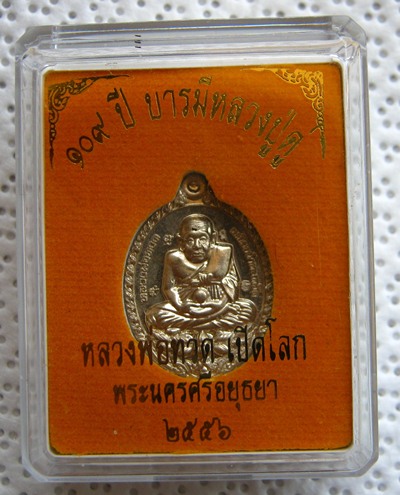 ๑๐๙ ปี บารมีหลวงปู่ดู่
หลวงพ่อทวด เปิดโลก
พระนครศรีอยุธยา
๒๕๕๖